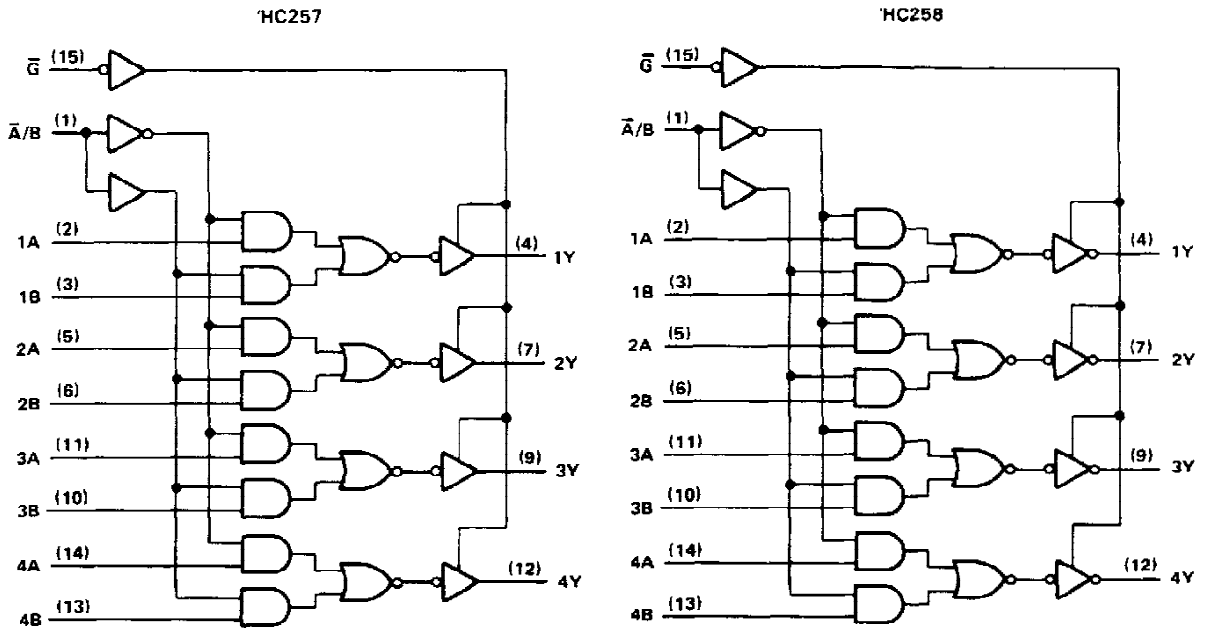 'HC257
G̅ (15)
A̅/B (1)
1A (2)
(4) 1Y
1B (3)
2A (5)
(7) 2Y
2B (6)
3A (11)
(9) 3Y
3B (10)
4A (14)
(12) 4Y
4B (13)
'HC258
G̅ (15)
A̅/B (1)
1A (2)
(4) 1Y
1B (3)
2A (5)
(7) 2Y
2B (6)
3A (11)
(9) 3Y
3B (10)
4A (14)
(12) 4Y
4B (13)